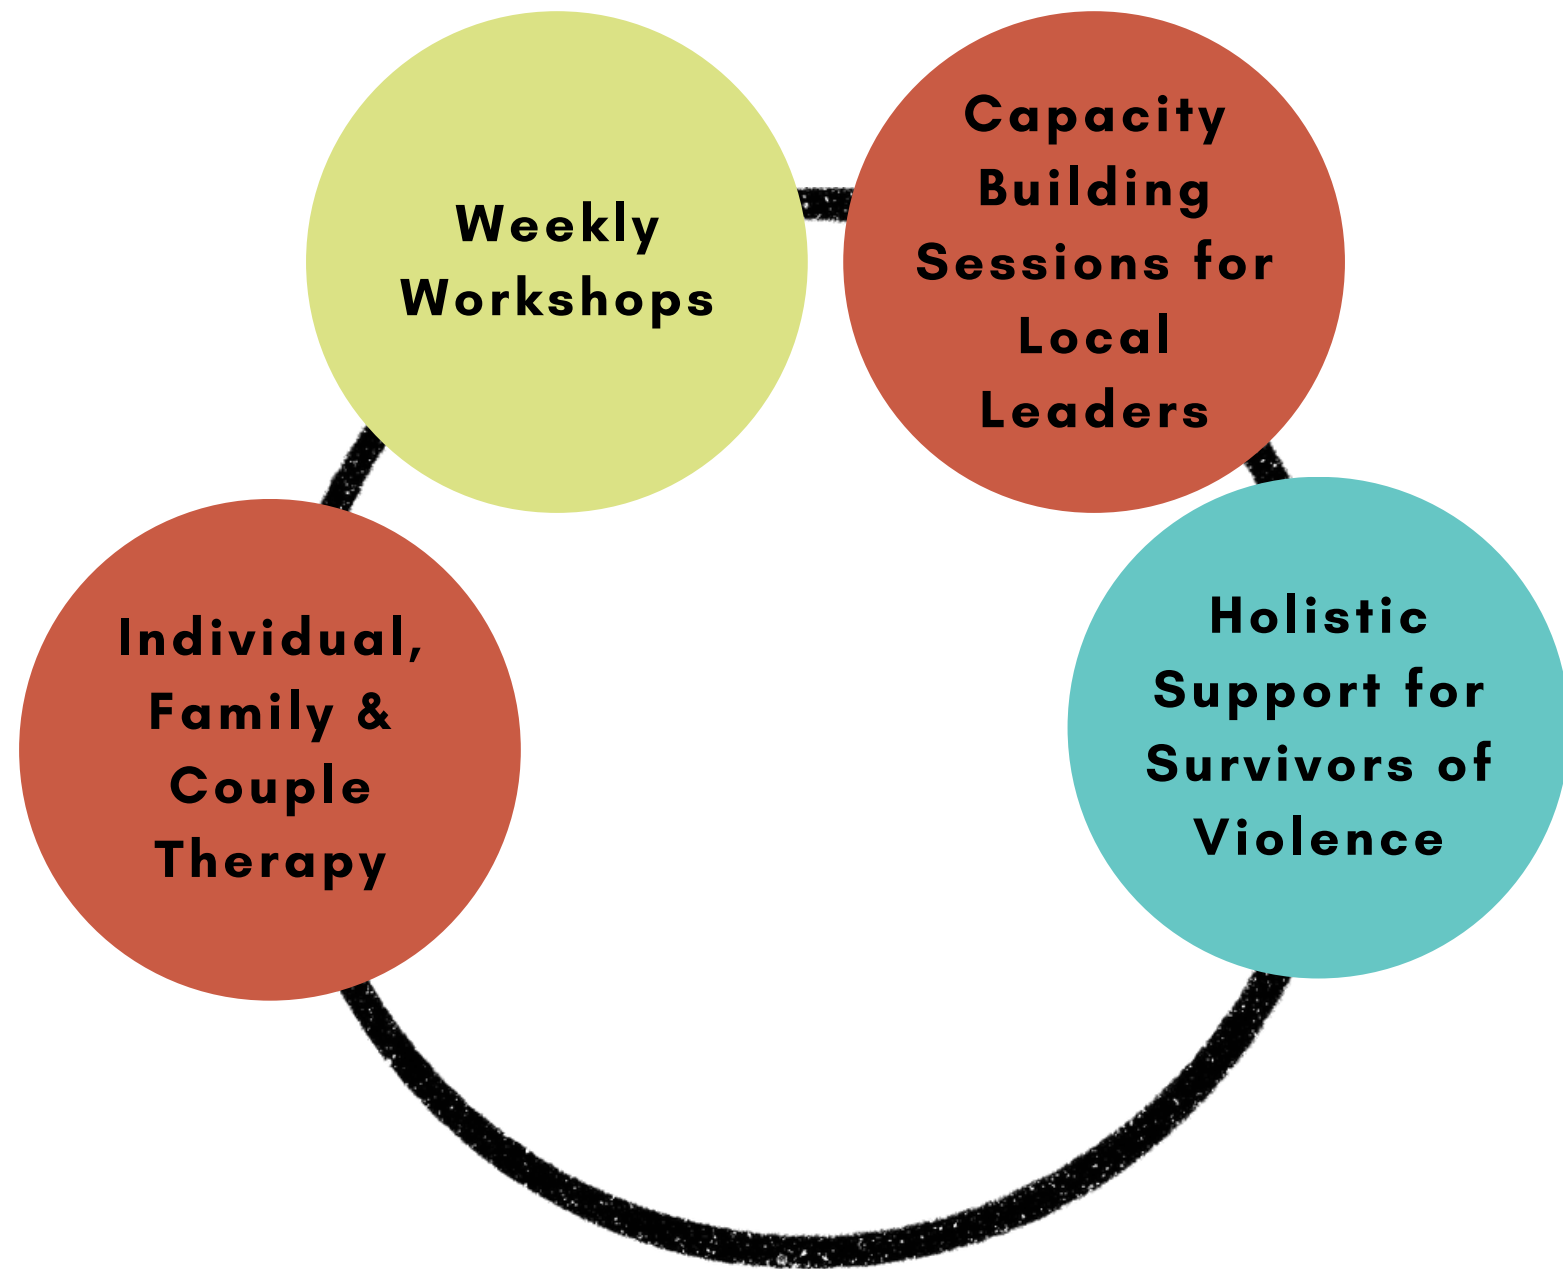 Weekly
Workshops
Capacity
Building
Sessions for
Local
Leaders
Individual,
Family &
Couple
Therapy
Holistic
Support for
Survivors of
Violence